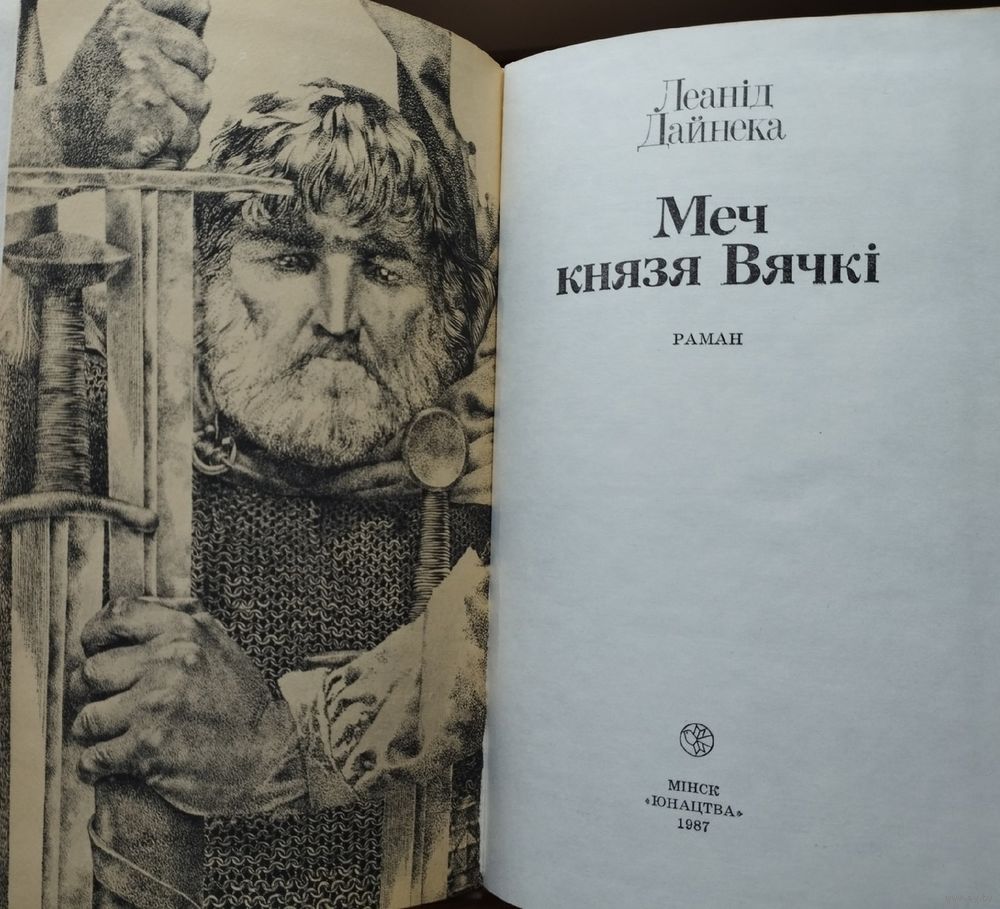 Леанід
Дайнека
Меч
князя Вячкі
РАМАН
МІНСК
«ЮНАЦТВА»
1987